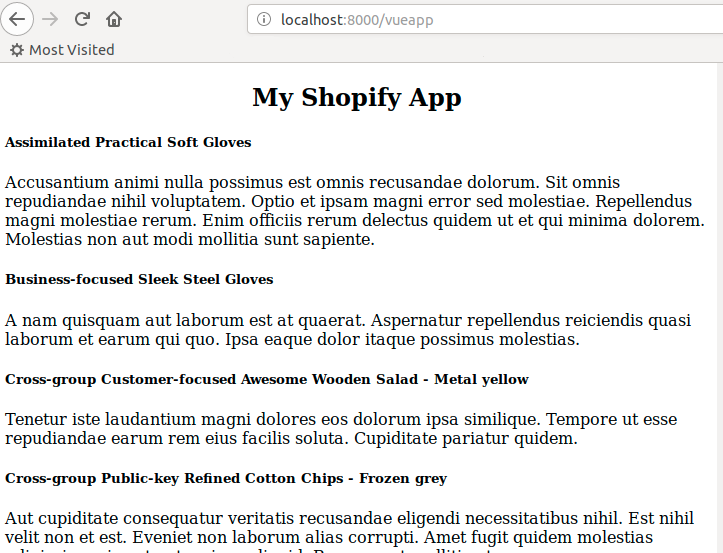 localhost:8000/vueapp
Most Visited
My Shopify App
Assimilated Practical Soft Gloves
Accusantium animi nulla possimus est omnis recusandae dolorum. Sit omnis
repudiandae nihil voluptatem. Optio et ipsam magni error sed molestiae. Repellendus
magni molestiae rerum. Enim officiis rerum delectus quidem ut et qui minima dolorem.
Molestias non aut modi mollitia sunt sapiente.
Business-focused Sleek Steel Gloves
A nam quisquam aut laborum est at quaerat. Aspernatur repellendus reiciendis quasi
laborum et earum qui quo. Ipsa eaque dolor itaque possimus molestias.
Cross-group Customer-focused Awesome Wooden Salad - Metal yellow
Tenetur iste laudantium magni dolores eos dolorum ipsa similique. Tempore ut esse
repudiandae earum rem eius facilis soluta. Cupiditate pariatur quidem.
Cross-group Public-key Refined Cotton Chips - Frozen grey
Aut cupiditate consequatur veritatis recusandae eligendi necessitatibus nihil. Est nihil
velit non et est. Eveniet non laborum alias corrupti. Amet fugit quidem molestias